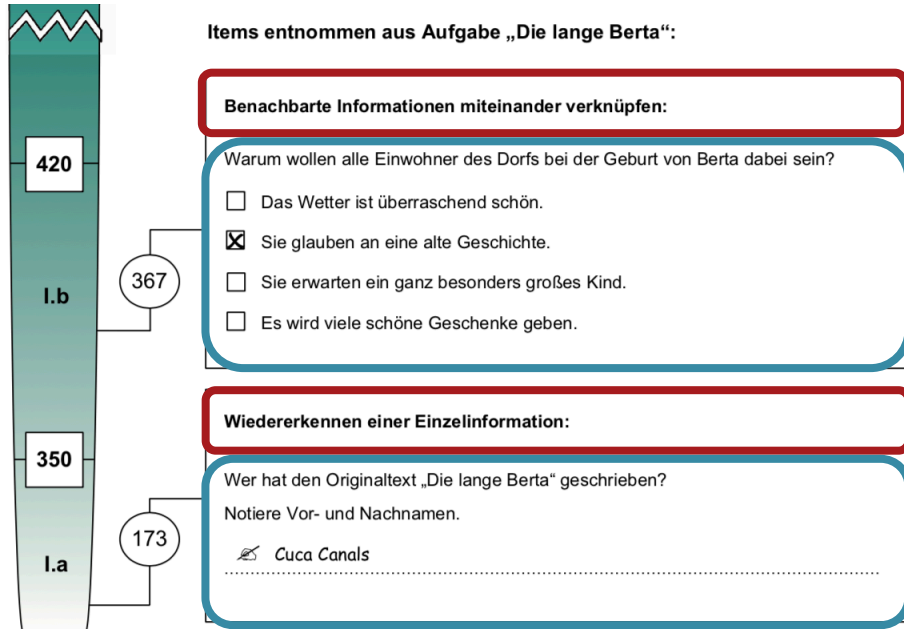 Items entnommen aus Aufgabe „Die lange Berta“:
Benachbarte Informationen miteinander verknüpfen:
420
Warum wollen alle Einwohner des Dorfs bei der Geburt von Berta dabei sein?
Das Wetter ist überraschend schön.
Sie glauben an eine alte Geschichte.
367
Sie erwarten ein ganz besonders großes Kind.
I.b
Es wird viele schöne Geschenke geben.
Wiedererkennen einer Einzelinformation:
350
Wer hat den Originaltext „Die lange Berta“ geschrieben?
Notiere Vor- und Nachnamen.
173
Cuca Canals
I.a